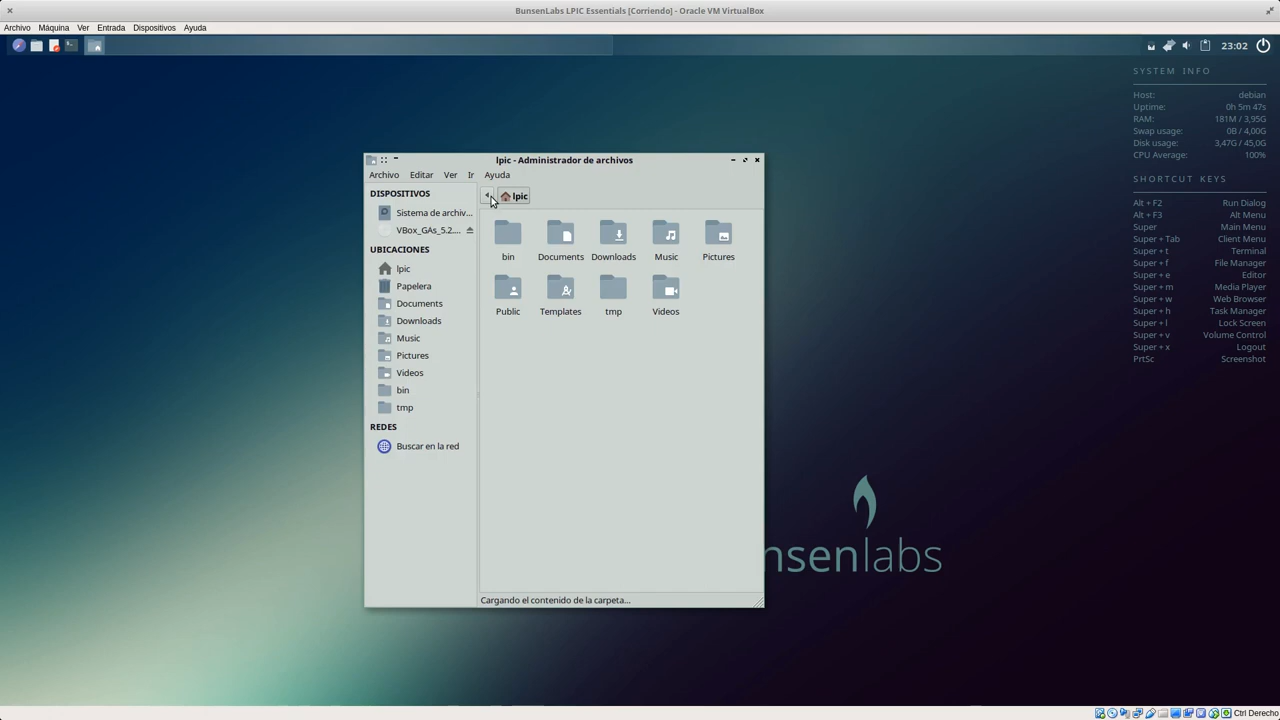 BunsenLabs LPIC Essentials [Corriendo] - Oracle VM VirtualBox
Archivo Máquina Ver Entrada Dispositivos Ayuda
23:02
SYSTEM INFO
Host: debian
Uptime: 0h 5m 47s
RAM: 181M / 3,95G
Swap usage: 0B / 4,00G
Disk usage: 3,47G / 45,0G
CPU Average: 100%
SHORTCUT KEYS
Alt + F2 Run Dialog
Alt + F3 Alt Menu
Super Main Menu
Super + Tab Client Menu
Super + t Terminal
Super + f File Manager
Super + e Editor
Super + m Media Player
Super + w Web Browser
Super + h Task Manager
Super + l Lock Screen
Super + v Volume Control
Super + x Logout
PrtSc Screenshot
lpic - Administrador de archivos
Archivo Editar Ver Ir Ayuda
DISPOSITIVOS
Sistema de archiv...
VBox_GAs_5.2....
UBICACIONES
lpic
Papelera
Documents
Downloads
Music
Pictures
Videos
bin
tmp
REDES
Buscar en la red
lpic
bin Documents Downloads Music Pictures
Public Templates tmp Videos
Cargando el contenido de la carpeta...
nsenlabs
Ctrl Derecho